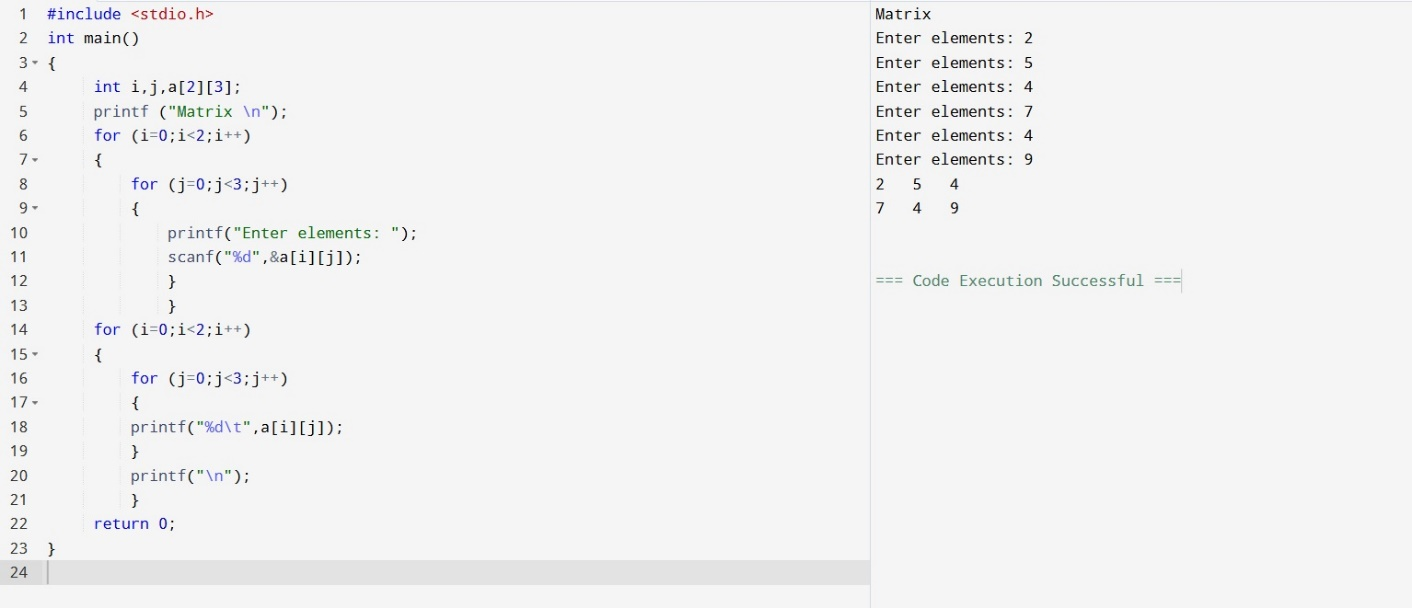 1 #include <stdio.h>
2 int main()
3 {
4 int i,j,a[2][3];
5 printf ("Matrix \n");
6 for (i=0;i<2;i++)
7 {
8 for (j=0;j<3;j++)
9 {
10 printf("Enter elements: ");
11 scanf("%d",&a[i][j]);
12 }
13 }
14 for (i=0;i<2;i++)
15 {
16 for (j=0;j<3;j++)
17 {
18 printf("%d\t",a[i][j]);
19 }
20 printf("\n");
21 }
22 return 0;
23 }
24
Matrix
Enter elements: 2
Enter elements: 5
Enter elements: 4
Enter elements: 7
Enter elements: 4
Enter elements: 9
2 5 4
7 4 9
=== Code Execution Successful ===